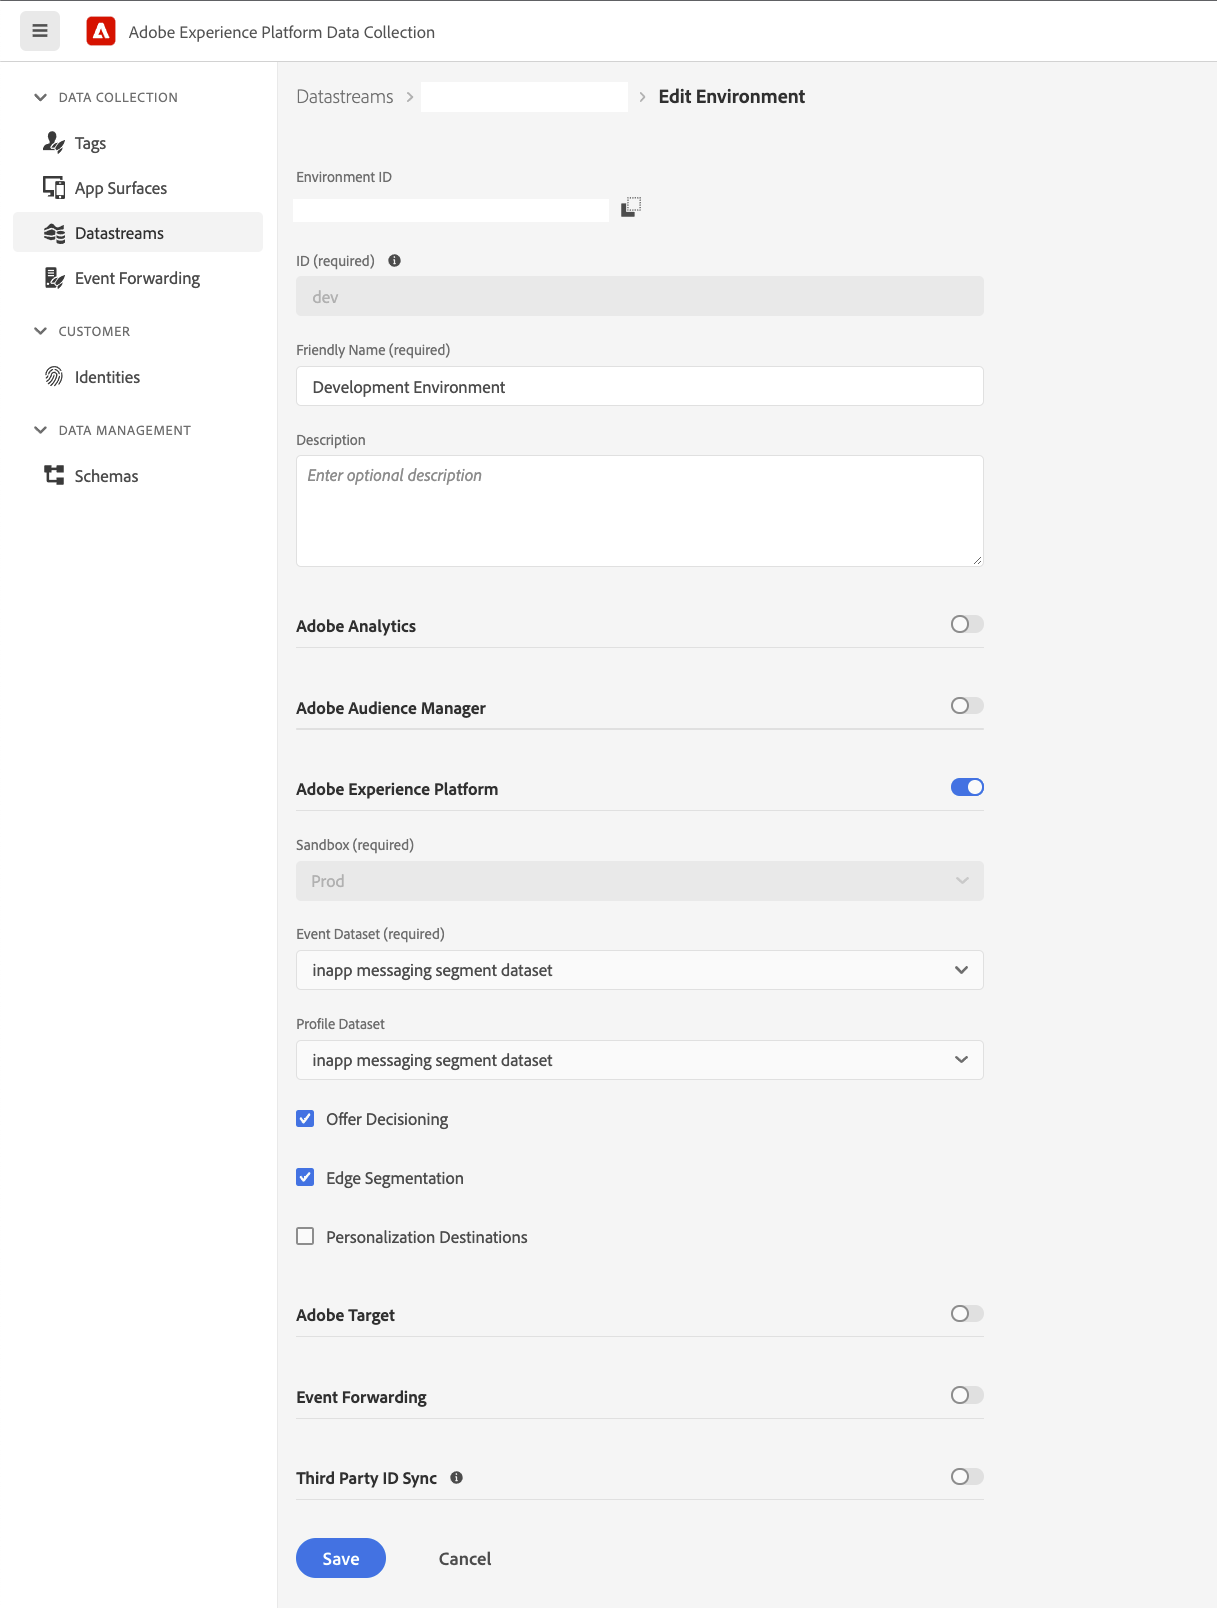 Adobe Experience Platform Data Collection
DATA COLLECTION
Tags
App Surfaces
Datastreams
Event Forwarding
CUSTOMER
Identities
DATA MANAGEMENT
Schemas
Datastreams > > Edit Environment
Environment ID
ID (required)
dev
Friendly Name (required)
Development Environment
Description
Enter optional description
Adobe Analytics
Adobe Audience Manager
Adobe Experience Platform
Sandbox (required)
Prod
Event Dataset (required)
inapp messaging segment dataset
Profile Dataset
inapp messaging segment dataset
Offer Decisioning
Edge Segmentation
Personalization Destinations
Adobe Target
Event Forwarding
Third Party ID Sync
Save Cancel